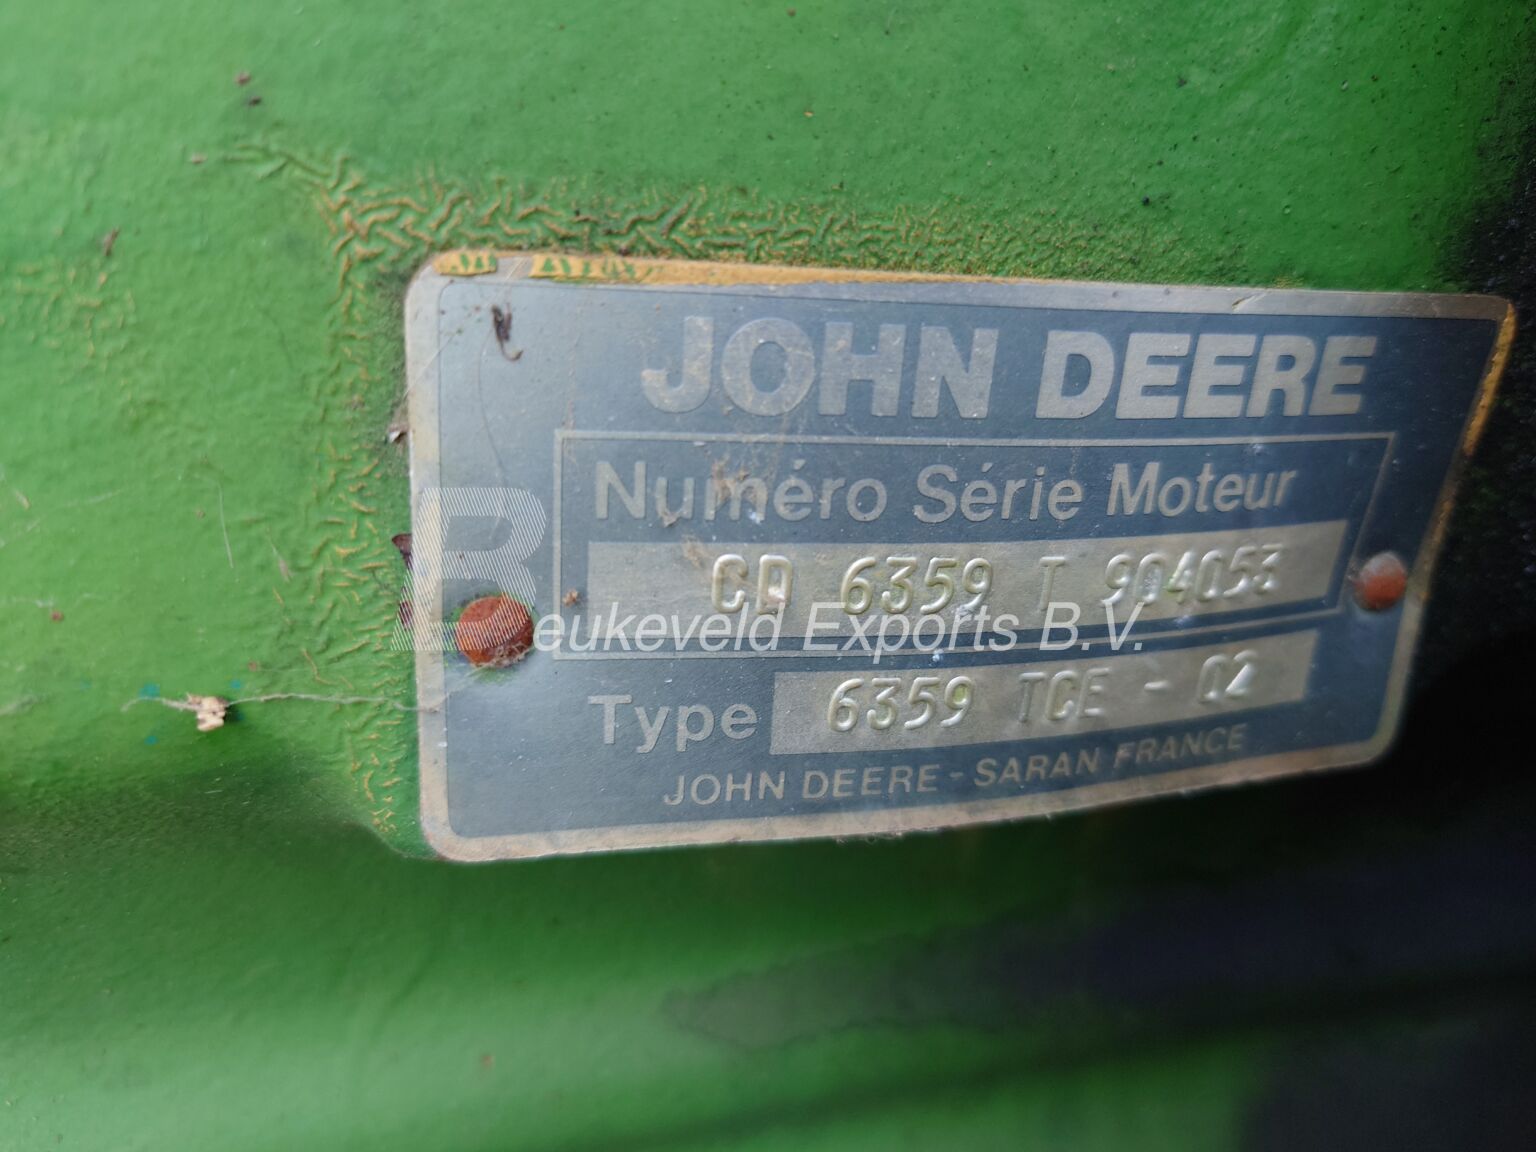 JOHN DEERE
Numéro Série Moteur
CD 6359 T 904053
Beukeveld Exports B.V.
Type 6359 TCE - 02
JOHN DEERE - SARAN FRANCE